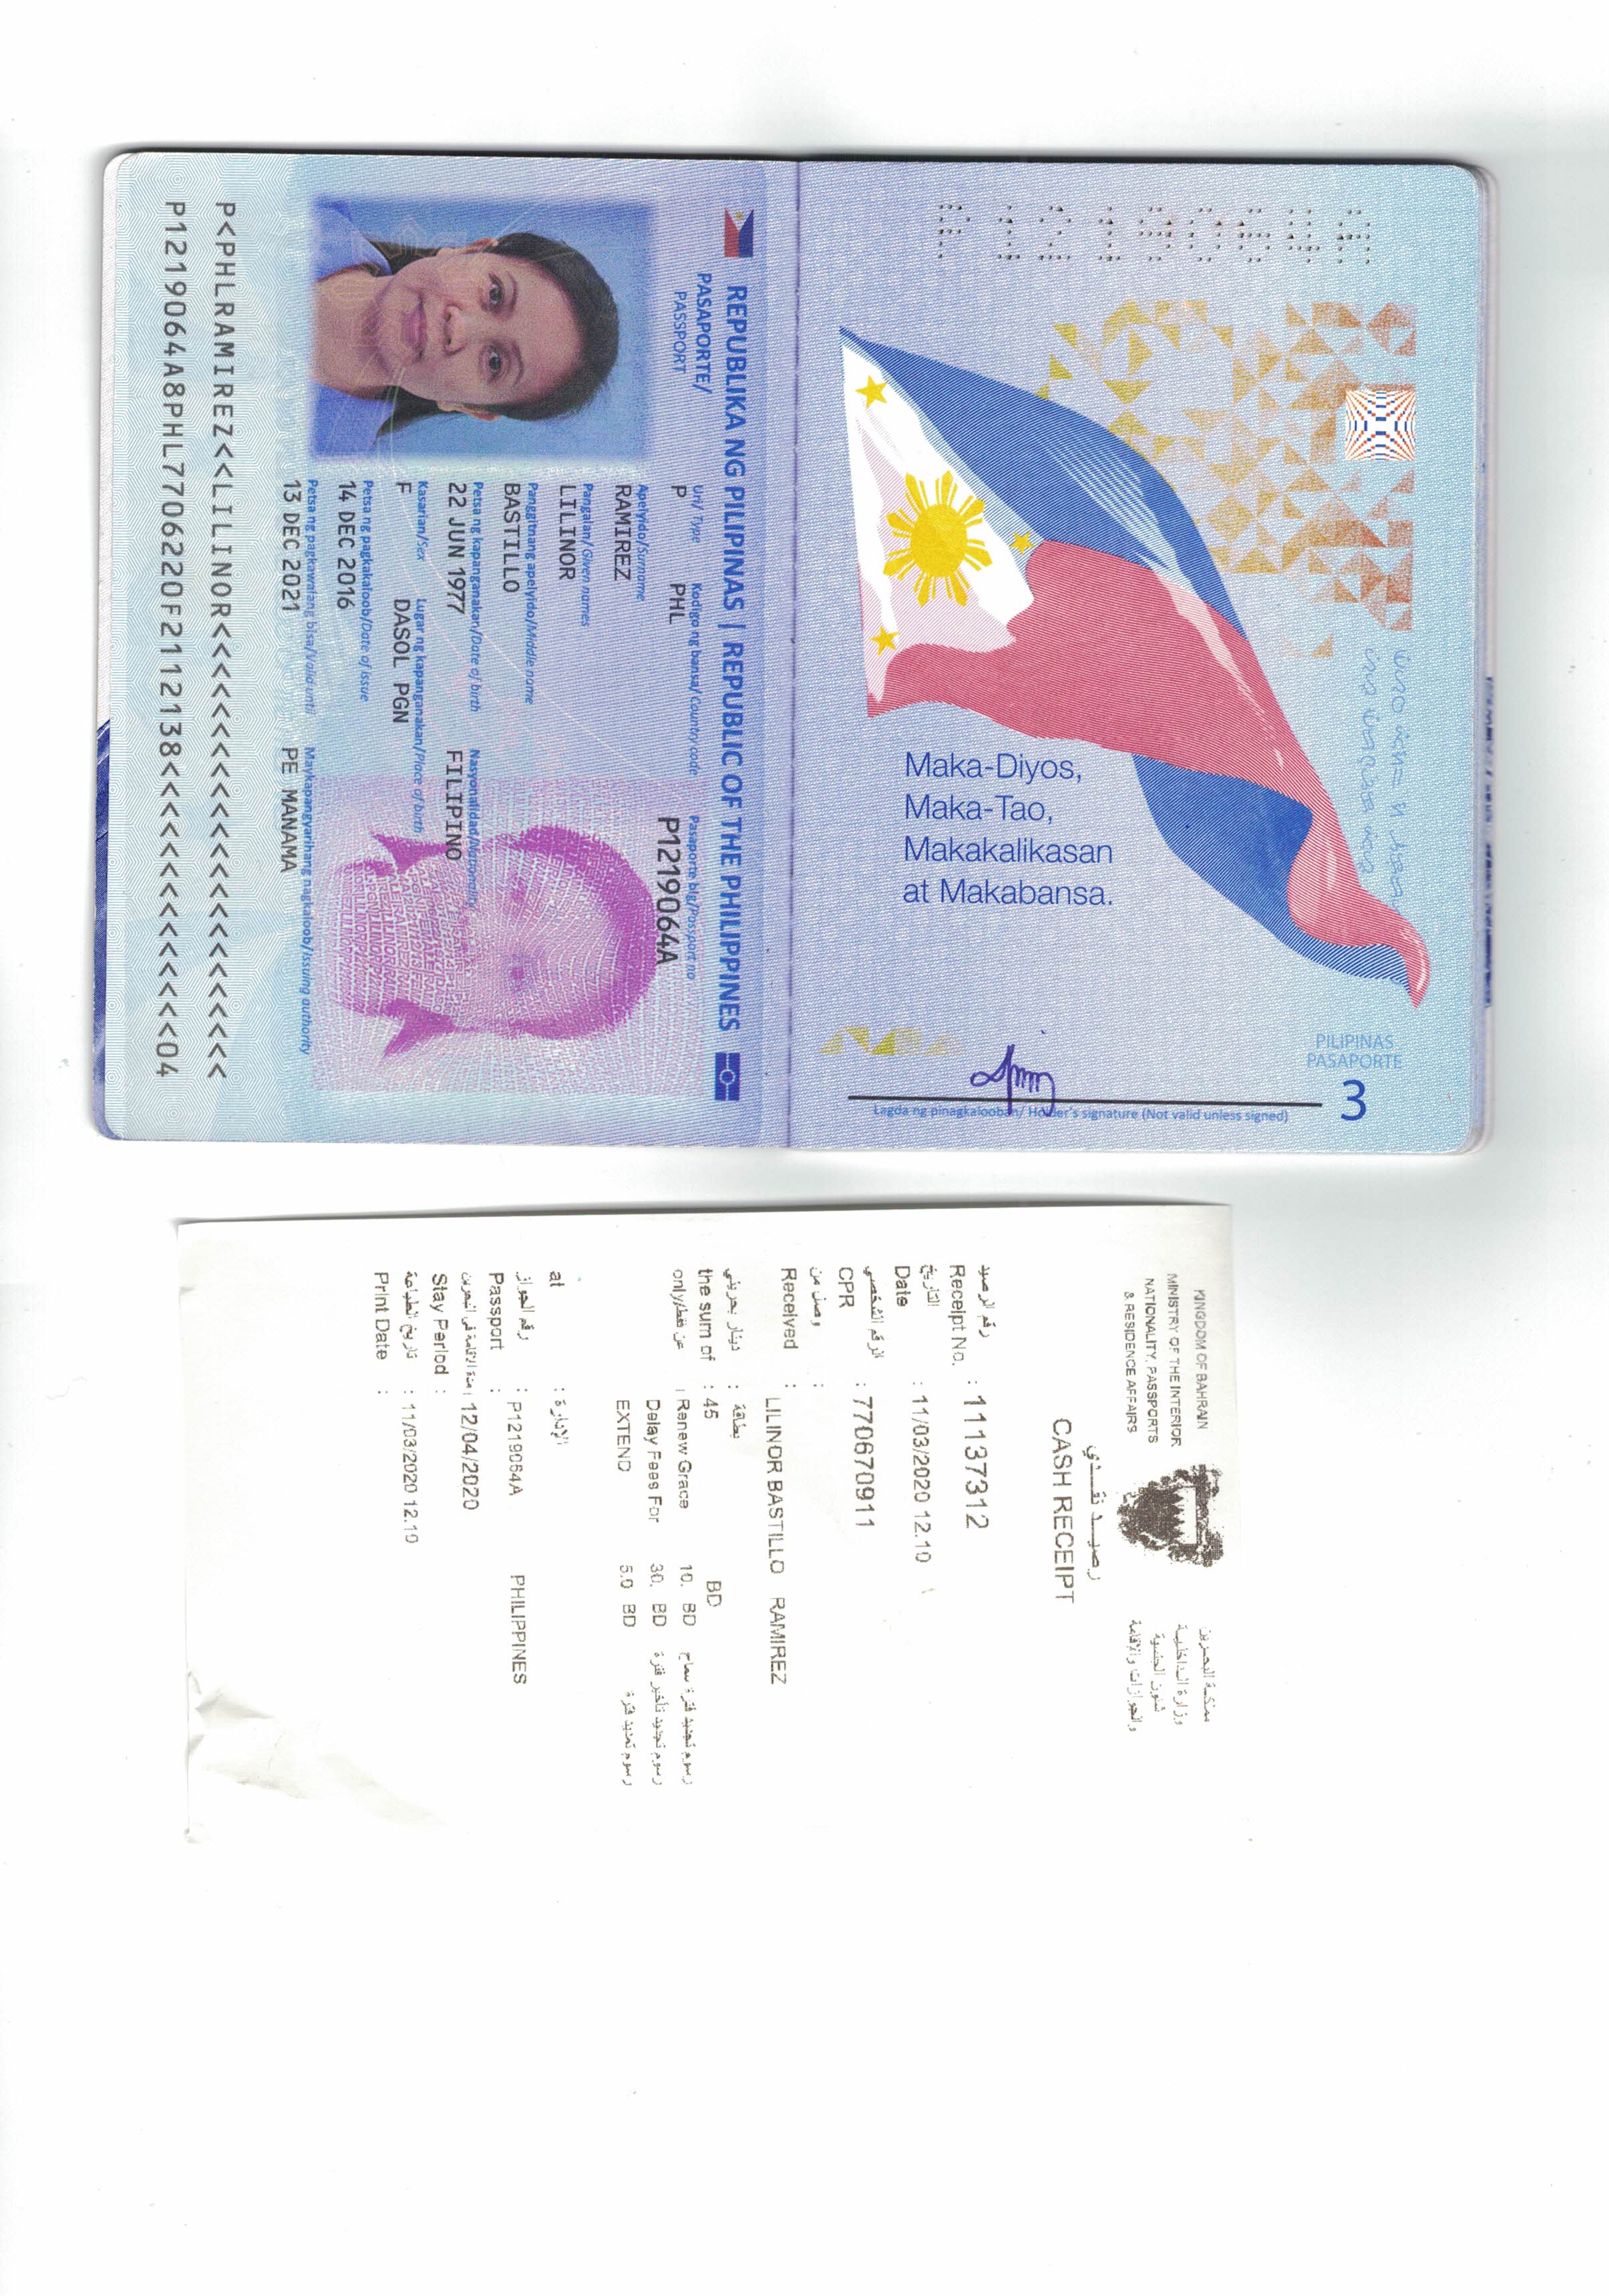 P1219064A
PILIPINAS
PASAPORTE
3
Maka-Diyos,
Maka-Tao,
Makakalikasan
at Makabansa.
Lagda ng pinagkalooban/ Holder's signature (Not valid unless signed)
REPUBLIKA NG PILIPINAS | REPUBLIC OF THE PHILIPPINES
PASAPORTE/
PASSPORT
Uri/ Type Kodigo ng bansa/ Country code Pasaporte blg/Passport no
P PHL P1219064A
Apelyido/Surname
RAMIREZ
Pangalan/ Given names
LILINOR
Panggitnang apelyido/Middle name
BASTILLO
Petsa ng kapanganakan/Date of birth Nasyonalidad/Nationality
22 JUN 1977 FILIPINO
Kasarian/Sex Lugar ng kapanganakan/Place of birth
F DASOL PGN
Petsa ng pagkakaloob/Date of issue
14 DEC 2016
Petsa ng pagkawalang bisa/Valid until Maykapangyarihang nagkaloob/Issuing authority
13 DEC 2021 PE MANAMA
P<PHLRAMIREZ<<LILINOR<<<<<<<<<<<<<<<<<<<<<<<
P1219064A8PHL7706220F2112138<<<<<<<<<<<<<<04
KINGDOM OF BAHRAIN مملكة البحرين
MINISTRY OF THE INTERIOR وزارة الداخلية
NATIONALITY, PASSPORTS شئون الجنسية
& RESIDENCE AFFAIRS والجوازات والإقامة
رصيد نقدي
CASH RECEIPT
رقم الرصيد
Receipt No. : 11137312
التاريخ
Date : 11/03/2020 12.10
الرقم الشخصي
CPR : 770670911
وصل من :
Received : LILINOR BASTILLO RAMIREZ
دينار بحريني : بطاقة
the sum of : 45 BD
عن فقط/only Renew Grace 10. BD رسوم تجديد فترة سماح
Delay Fees For 30. BD رسوم تجديد تأخير فترة
EXTEND 5.0 BD رسوم تمديد فترة
at الإدارة :
رقم الجواز : P1219064A PHILIPPINES
Passport :
مدة الاقامة في البحرين : 12/04/2020
Stay Period :
تاريخ الطباعة : 11/03/2020 12.10
Print Date :